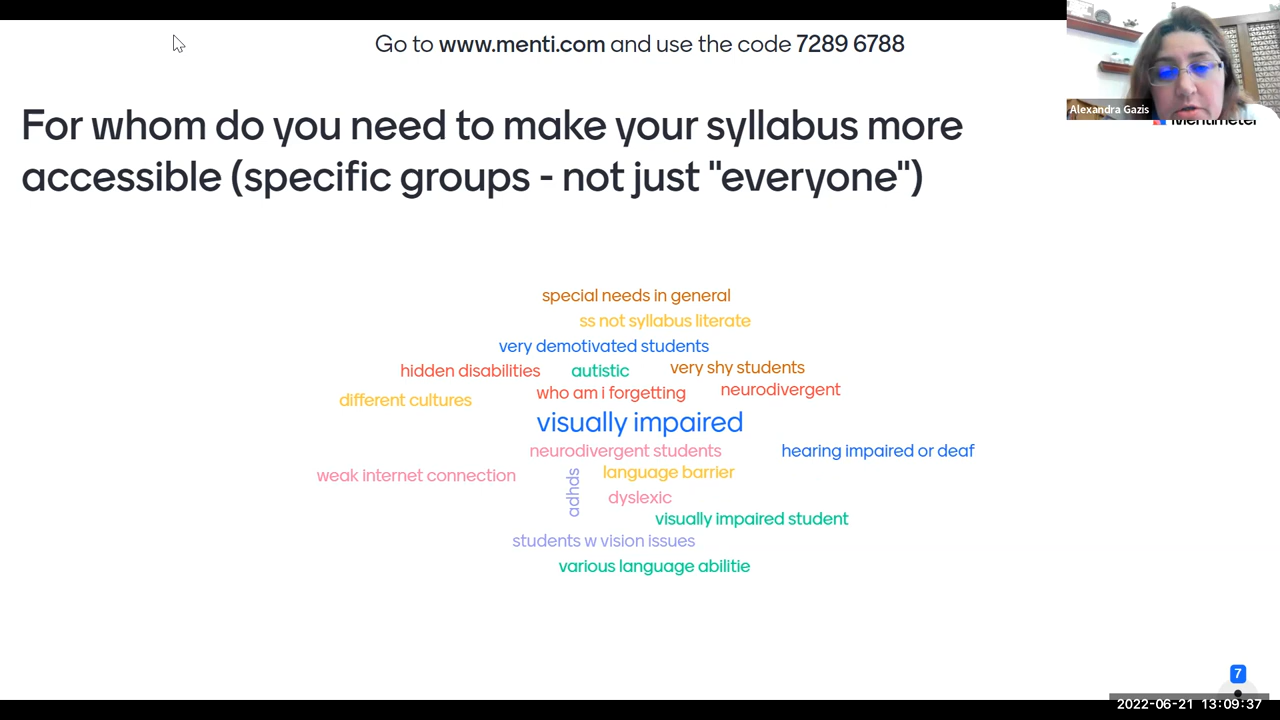 Go to www.menti.com and use the code 7289 6788
Alexandra Gazis
Mentimeter
For whom do you need to make your syllabus more
accessible (specific groups - not just "everyone")
special needs in general
ss not syllabus literate
very demotivated students
hidden disabilities
autistic
very shy students
different cultures
who am i forgetting
neurodivergent
visually impaired
neurodivergent students
hearing impaired or deaf
weak internet connection
adhds
language barrier
dyslexic
visually impaired student
students w vision issues
various language abilitie
7
2022-06-21 13:09:37